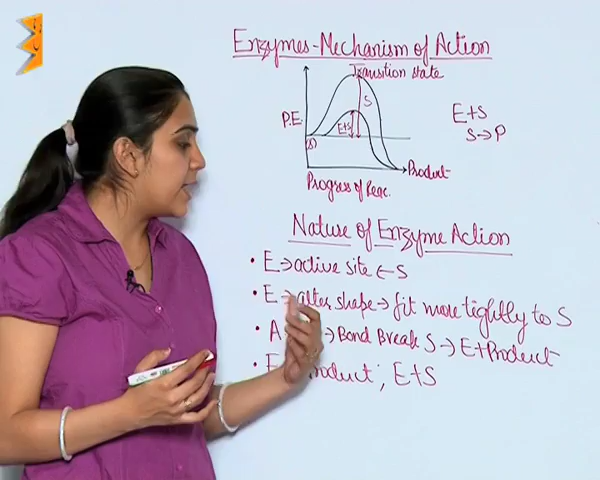 Enzymes-Mechanism of Action
Transition state
S
P.E.
E+S
(S)
Product
Progress of Reac.
E+S
S→P
Nature of Enzyme Action
• E→active site←S
• E→alter shape→fit more tightly to S
• A →Bond Break S→E+Product
• E Product; E+S